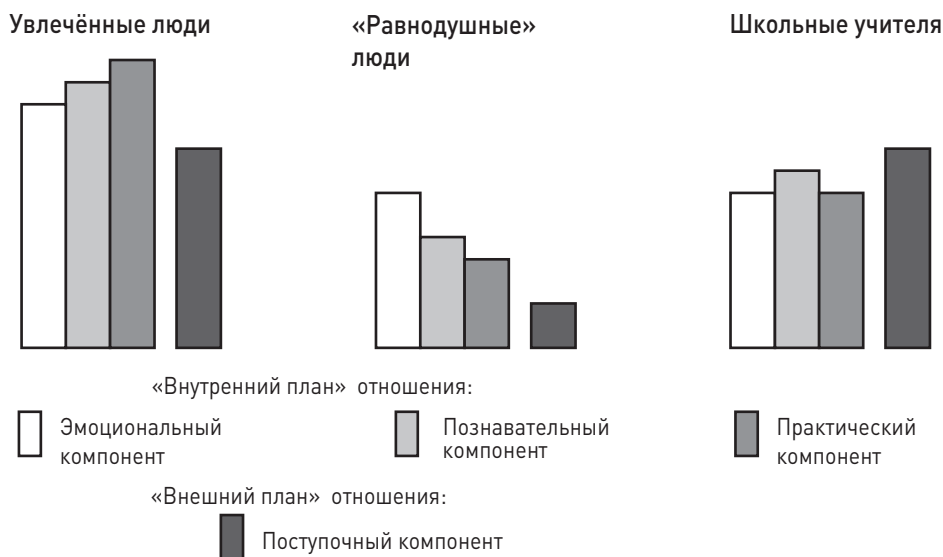 Увлечённые люди
«Равнодушные»
люди
Школьные учителя
«Внутренний план» отношения:
Эмоциональный
компонент
Познавательный
компонент
Практический
компонент
«Внешний план» отношения:
Поступочный компонент